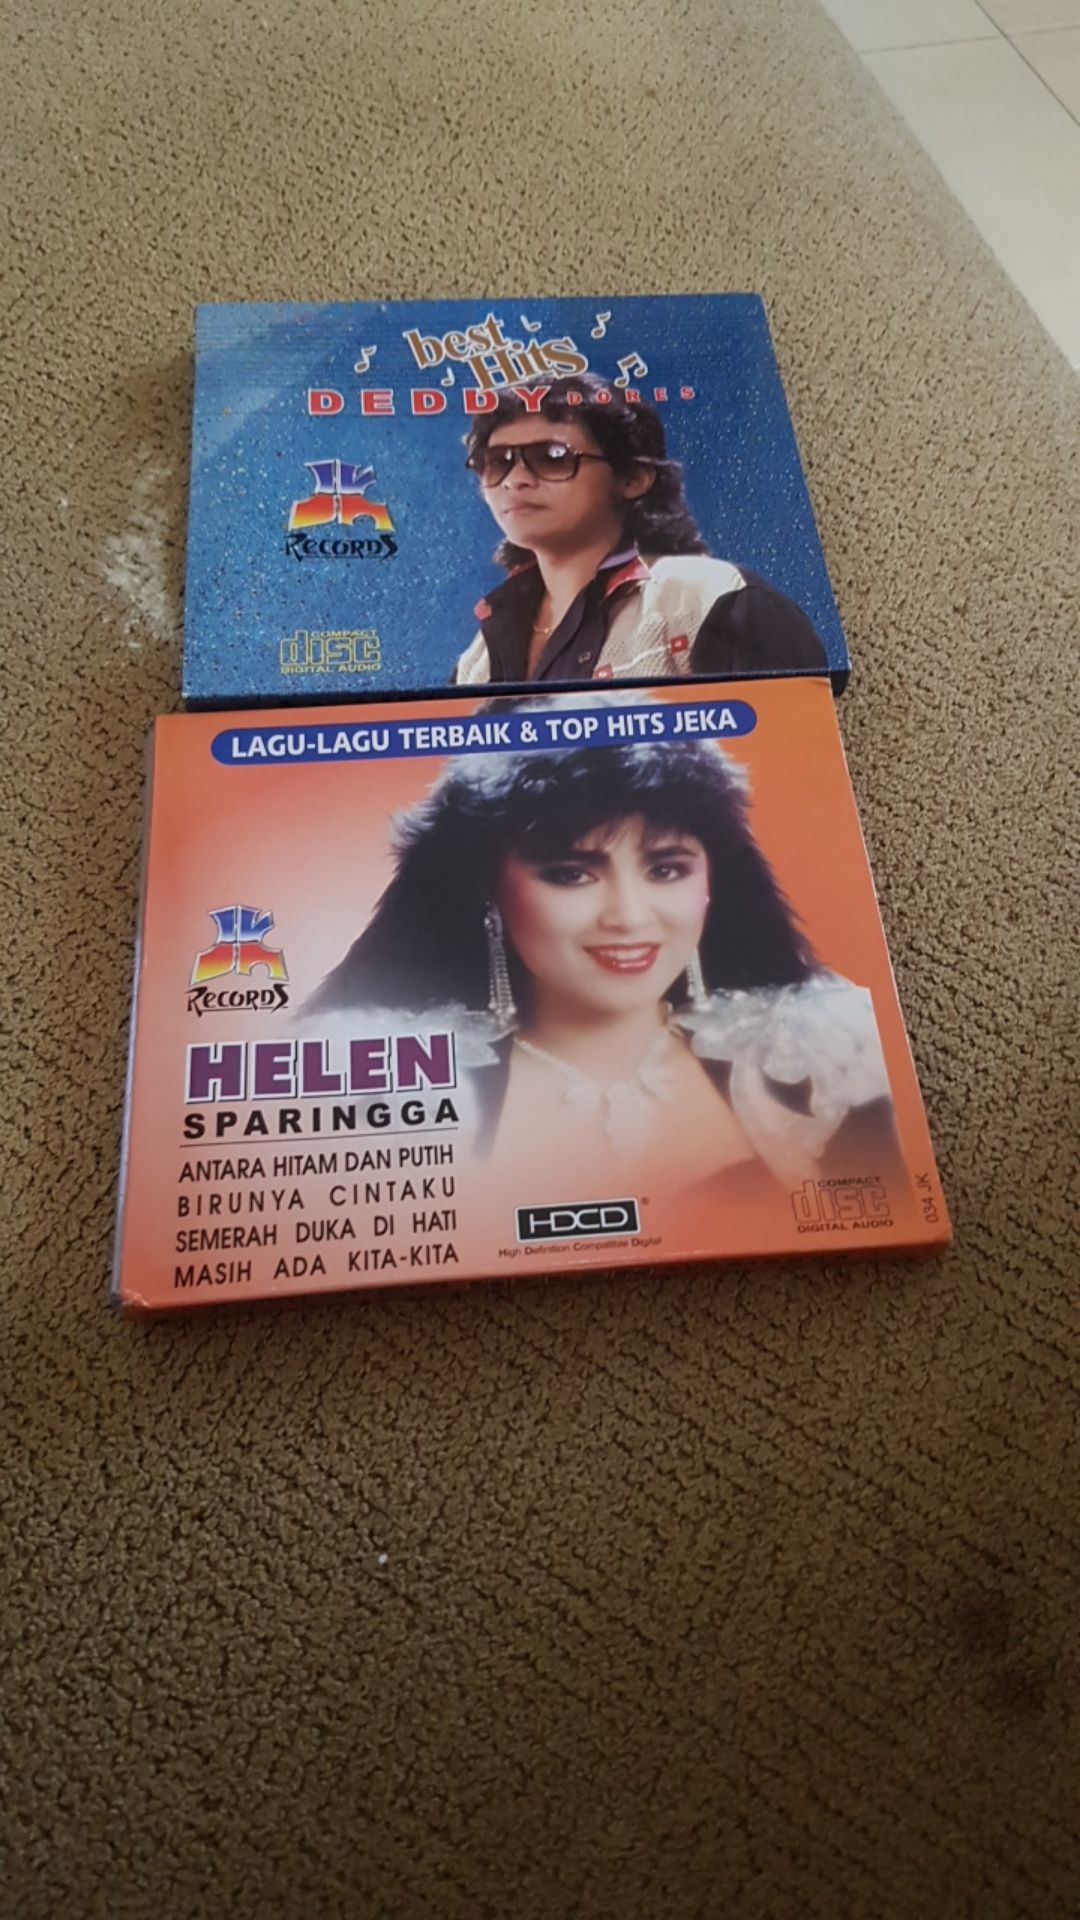 best
Hits
DEDDY DORES
JK
RECORDS
COMPACT
disc
DIGITAL AUDIO
LAGU-LAGU TERBAIK & TOP HITS JEKA
JK
RECORDS
HELEN
SPARINGGA
ANTARA HITAM DAN PUTIH
BIRUNYA CINTAKU
SEMERAH DUKA DI HATI
MASIH ADA KITA-KITA
HDCD®
High Definition Compatible Digital
COMPACT
disc
DIGITAL AUDIO
034 JK